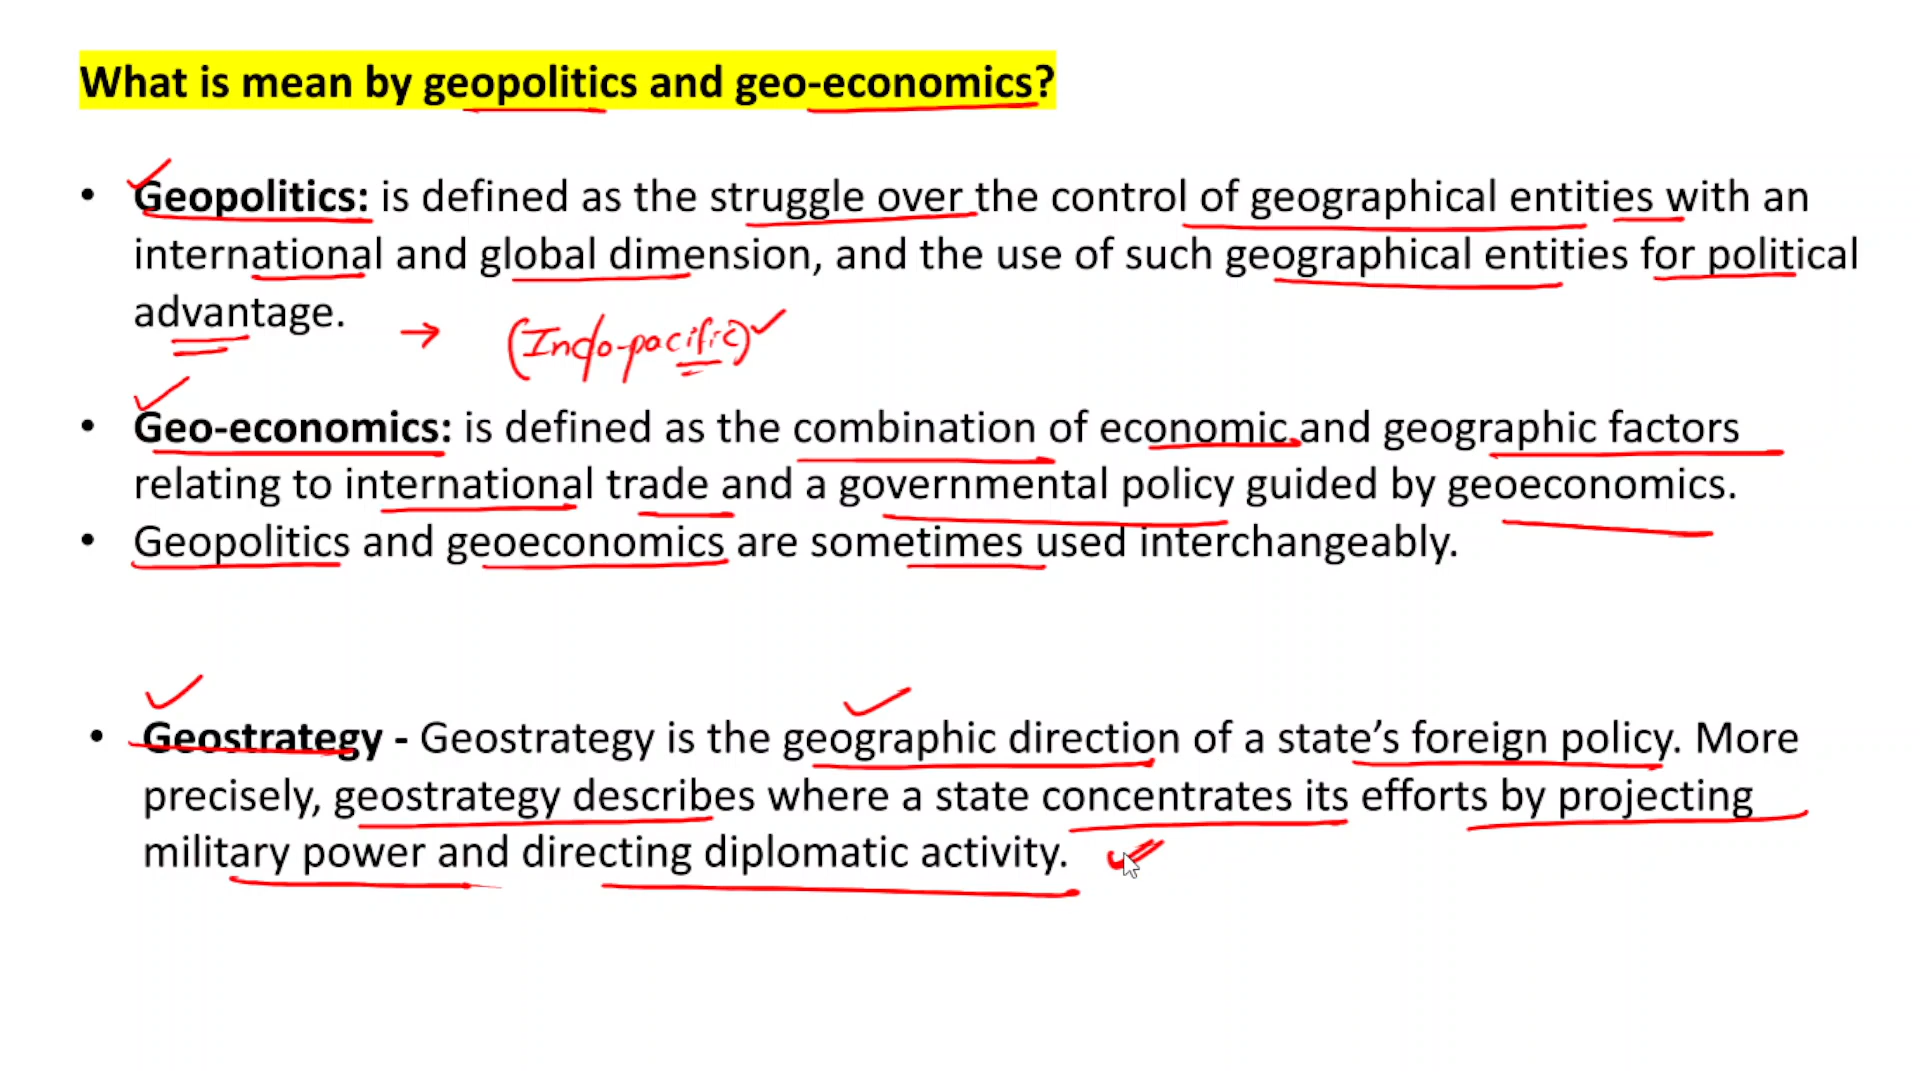 What is mean by geopolitics and geo-economics?
• Geopolitics: is defined as the struggle over the control of geographical entities with an
international and global dimension, and the use of such geographical entities for political
advantage.
→ (Indo-pacific)
• Geo-economics: is defined as the combination of economic and geographic factors
relating to international trade and a governmental policy guided by geoeconomics.
• Geopolitics and geoeconomics are sometimes used interchangeably.
• Geostrategy - Geostrategy is the geographic direction of a state’s foreign policy. More
precisely, geostrategy describes where a state concentrates its efforts by projecting
military power and directing diplomatic activity.